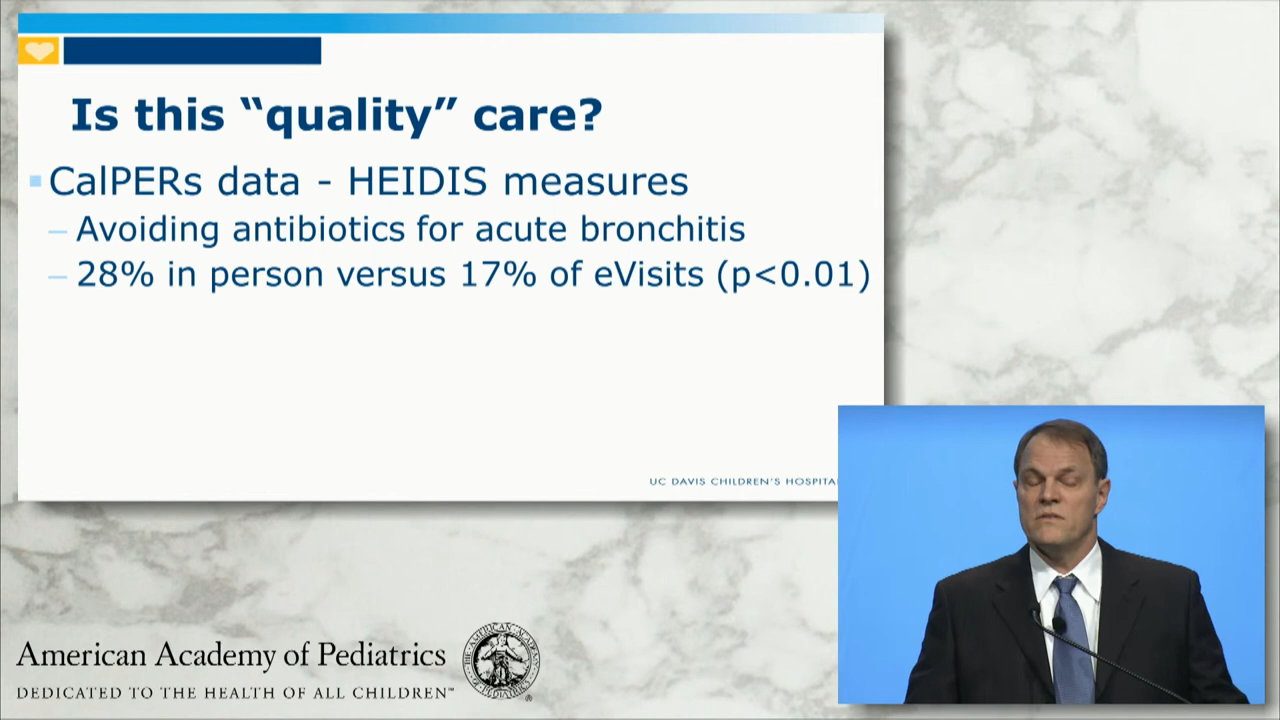 Is this “quality” care?
CalPERs data - HEIDIS measures
– Avoiding antibiotics for acute bronchitis
– 28% in person versus 17% of eVisits (p<0.01)
UC DAVIS CHILDREN'S HOSPITA
American Academy of Pediatrics
DEDICATED TO THE HEALTH OF ALL CHILDREN™